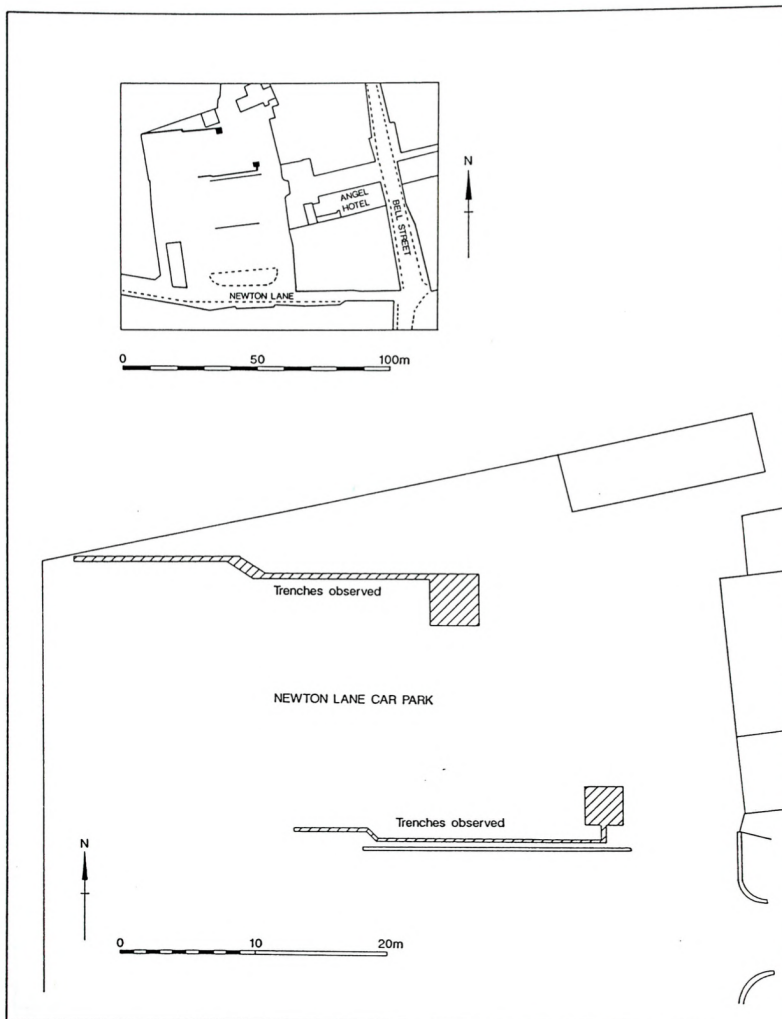 N
ANGEL
HOTEL
BELL STREET
NEWTON LANE
0 50 100m
Trenches observed
NEWTON LANE CAR PARK
Trenches observed
N
0 10 20m